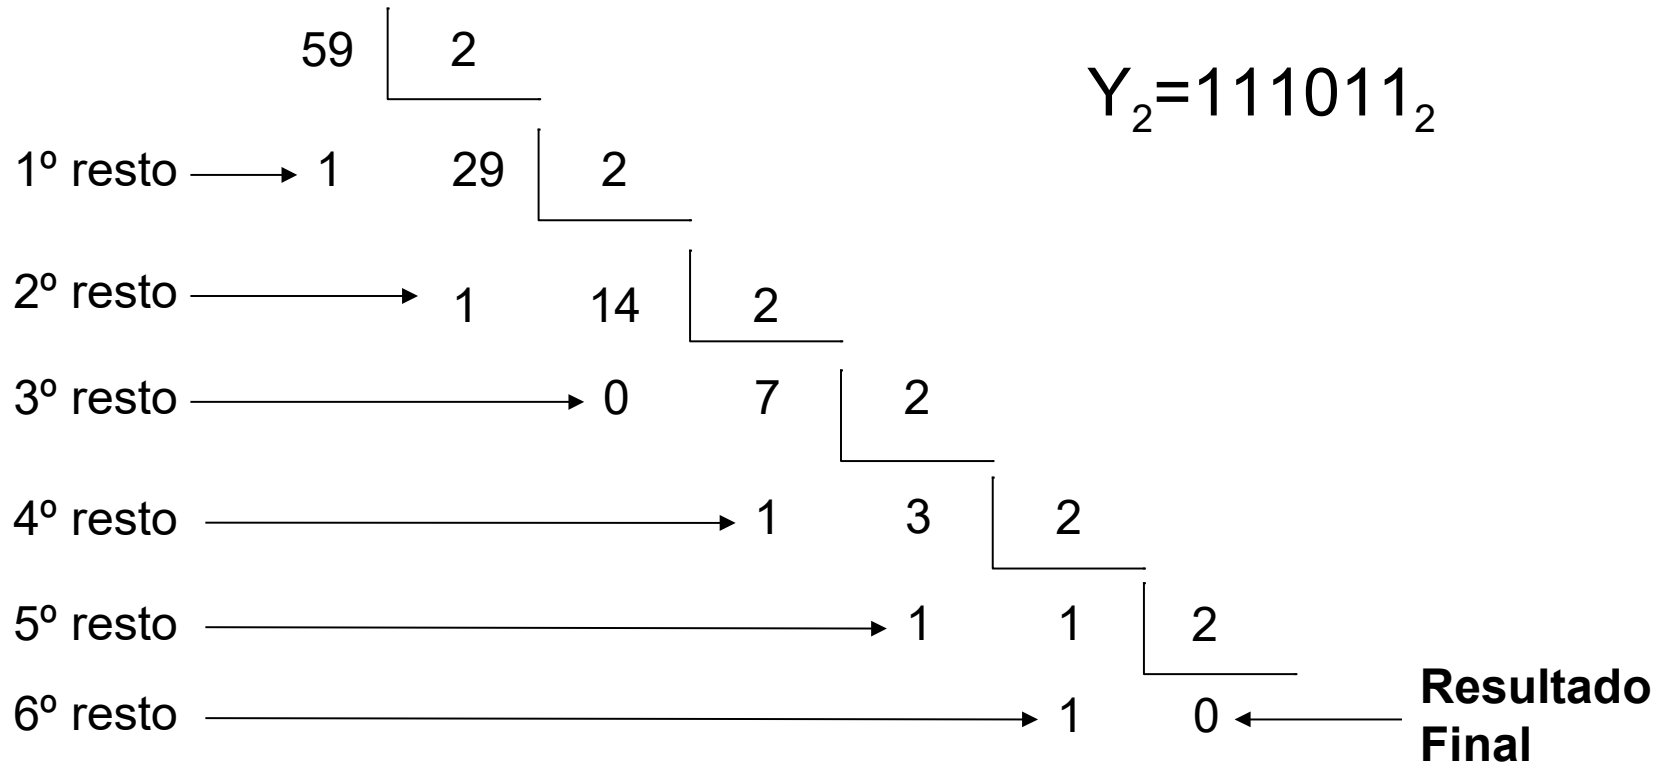 59 2
Y₂=111011₂
1º resto 1 29 2
2º resto 1 14 2
3º resto 0 7 2
4º resto 1 3 2
5º resto 1 1 2
6º resto 1 0
Resultado
Final